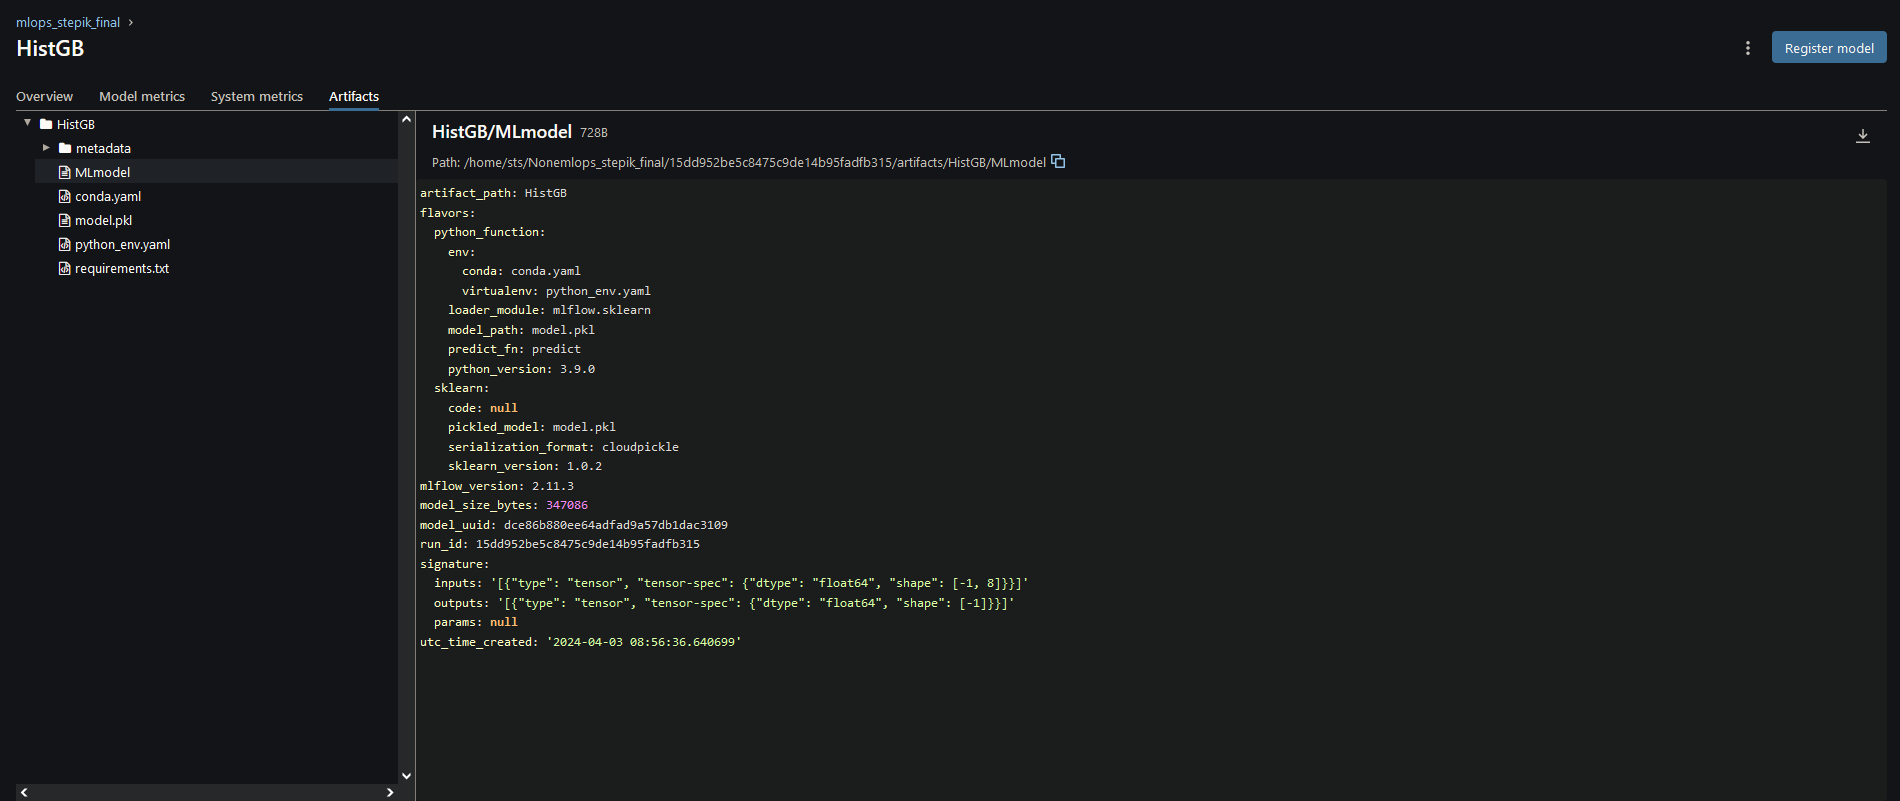 mlops_stepik_final
HistGB
Register model
Overview Model metrics System metrics Artifacts
HistGB
metadata
MLmodel
conda.yaml
model.pkl
python_env.yaml
requirements.txt
HistGB/MLmodel 728B
Path: /home/sts/Nonemlops_stepik_final/15dd952be5c8475c9de14b95fadfb315/artifacts/HistGB/MLmodel
artifact_path: HistGB
flavors:
  python_function:
    env:
      conda: conda.yaml
      virtualenv: python_env.yaml
    loader_module: mlflow.sklearn
    model_path: model.pkl
    predict_fn: predict
    python_version: 3.9.0
  sklearn:
    code: null
    pickled_model: model.pkl
    serialization_format: cloudpickle
    sklearn_version: 1.0.2
mlflow_version: 2.11.3
model_size_bytes: 347086
model_uuid: dce86b880ee64adfad9a57db1dac3109
run_id: 15dd952be5c8475c9de14b95fadfb315
signature:
  inputs: '[{"type": "tensor", "tensor-spec": {"dtype": "float64", "shape": [-1, 8]}}]'
  outputs: '[{"type": "tensor", "tensor-spec": {"dtype": "float64", "shape": [-1]}}]'
  params: null
utc_time_created: '2024-04-03 08:56:36.640699'